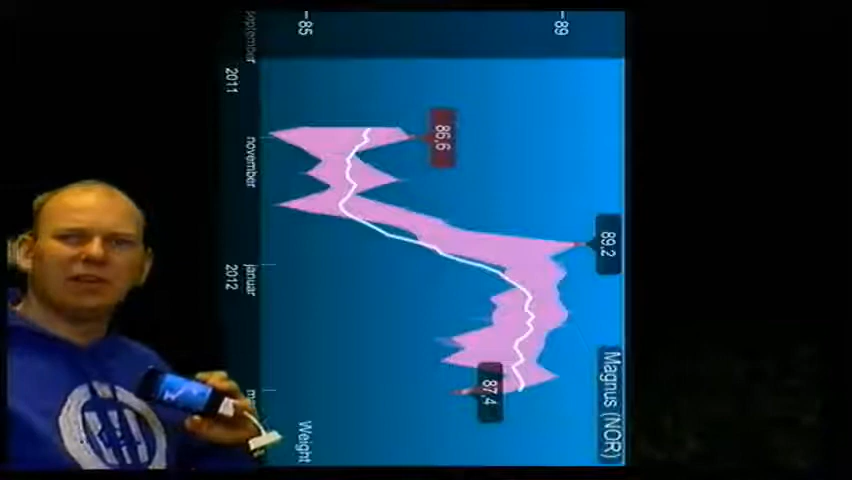 Magnus (NOR)
89
85
89,2
86,6
87,4
september
november
januar
2011
2012
Weight